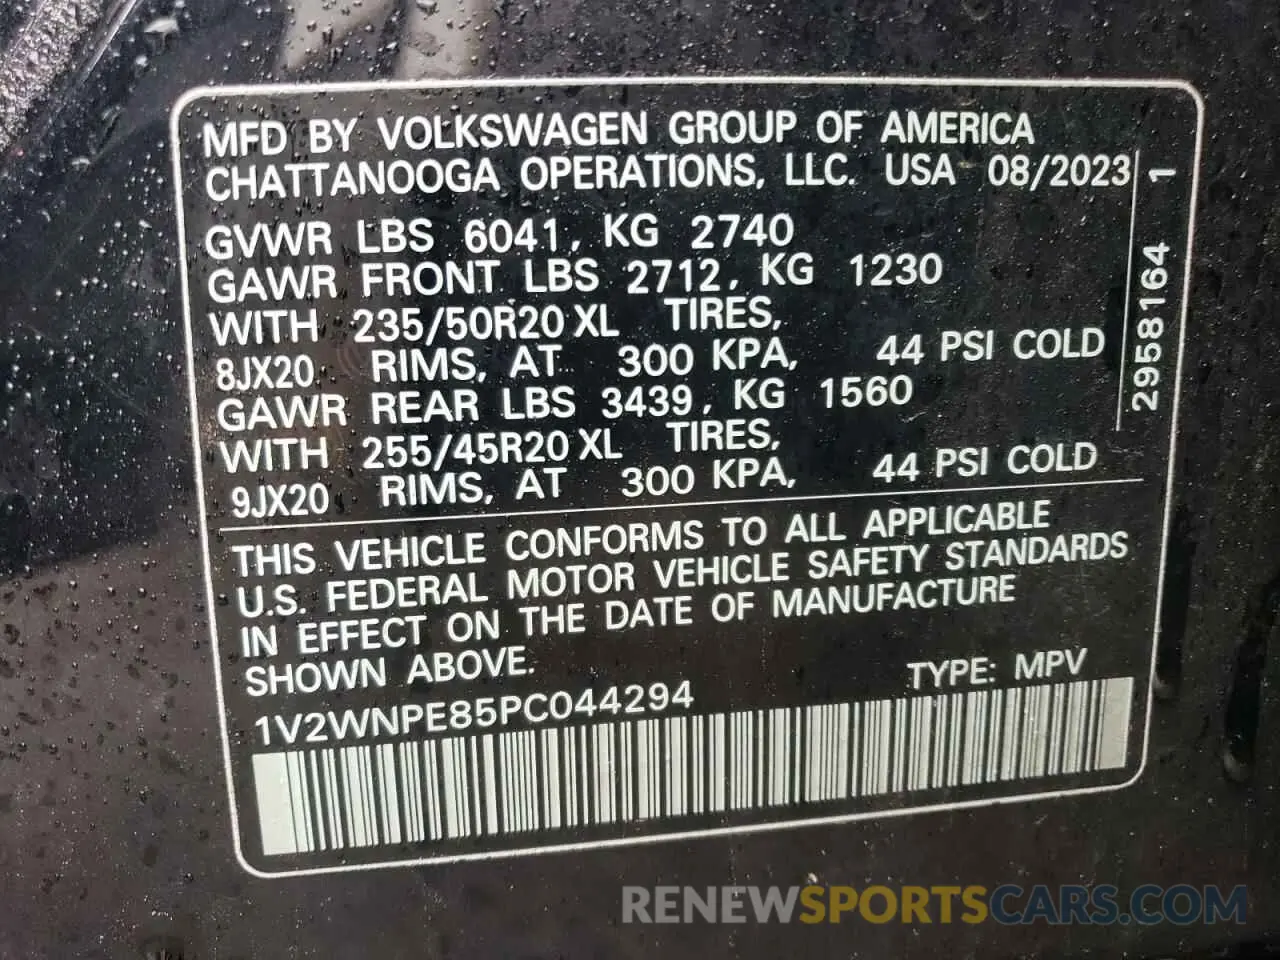 MFD BY VOLKSWAGEN GROUP OF AMERICA
CHATTANOOGA OPERATIONS, LLC. USA 08/2023
GVWR LBS 6041, KG 2740
GAWR FRONT LBS 2712, KG 1230
WITH 235/50R20 XL TIRES,
8JX20 RIMS, AT 300 KPA, 44 PSI COLD
GAWR REAR LBS 3439, KG 1560
WITH 255/45R20 XL TIRES,
9JX20 RIMS, AT 300 KPA, 44 PSI COLD
THIS VEHICLE CONFORMS TO ALL APPLICABLE
U.S. FEDERAL MOTOR VEHICLE SAFETY STANDARDS
IN EFFECT ON THE DATE OF MANUFACTURE
SHOWN ABOVE.
TYPE: MPV
1V2WNPE85PC044294
2958164 1
RENEWSPORTSCARS.COM